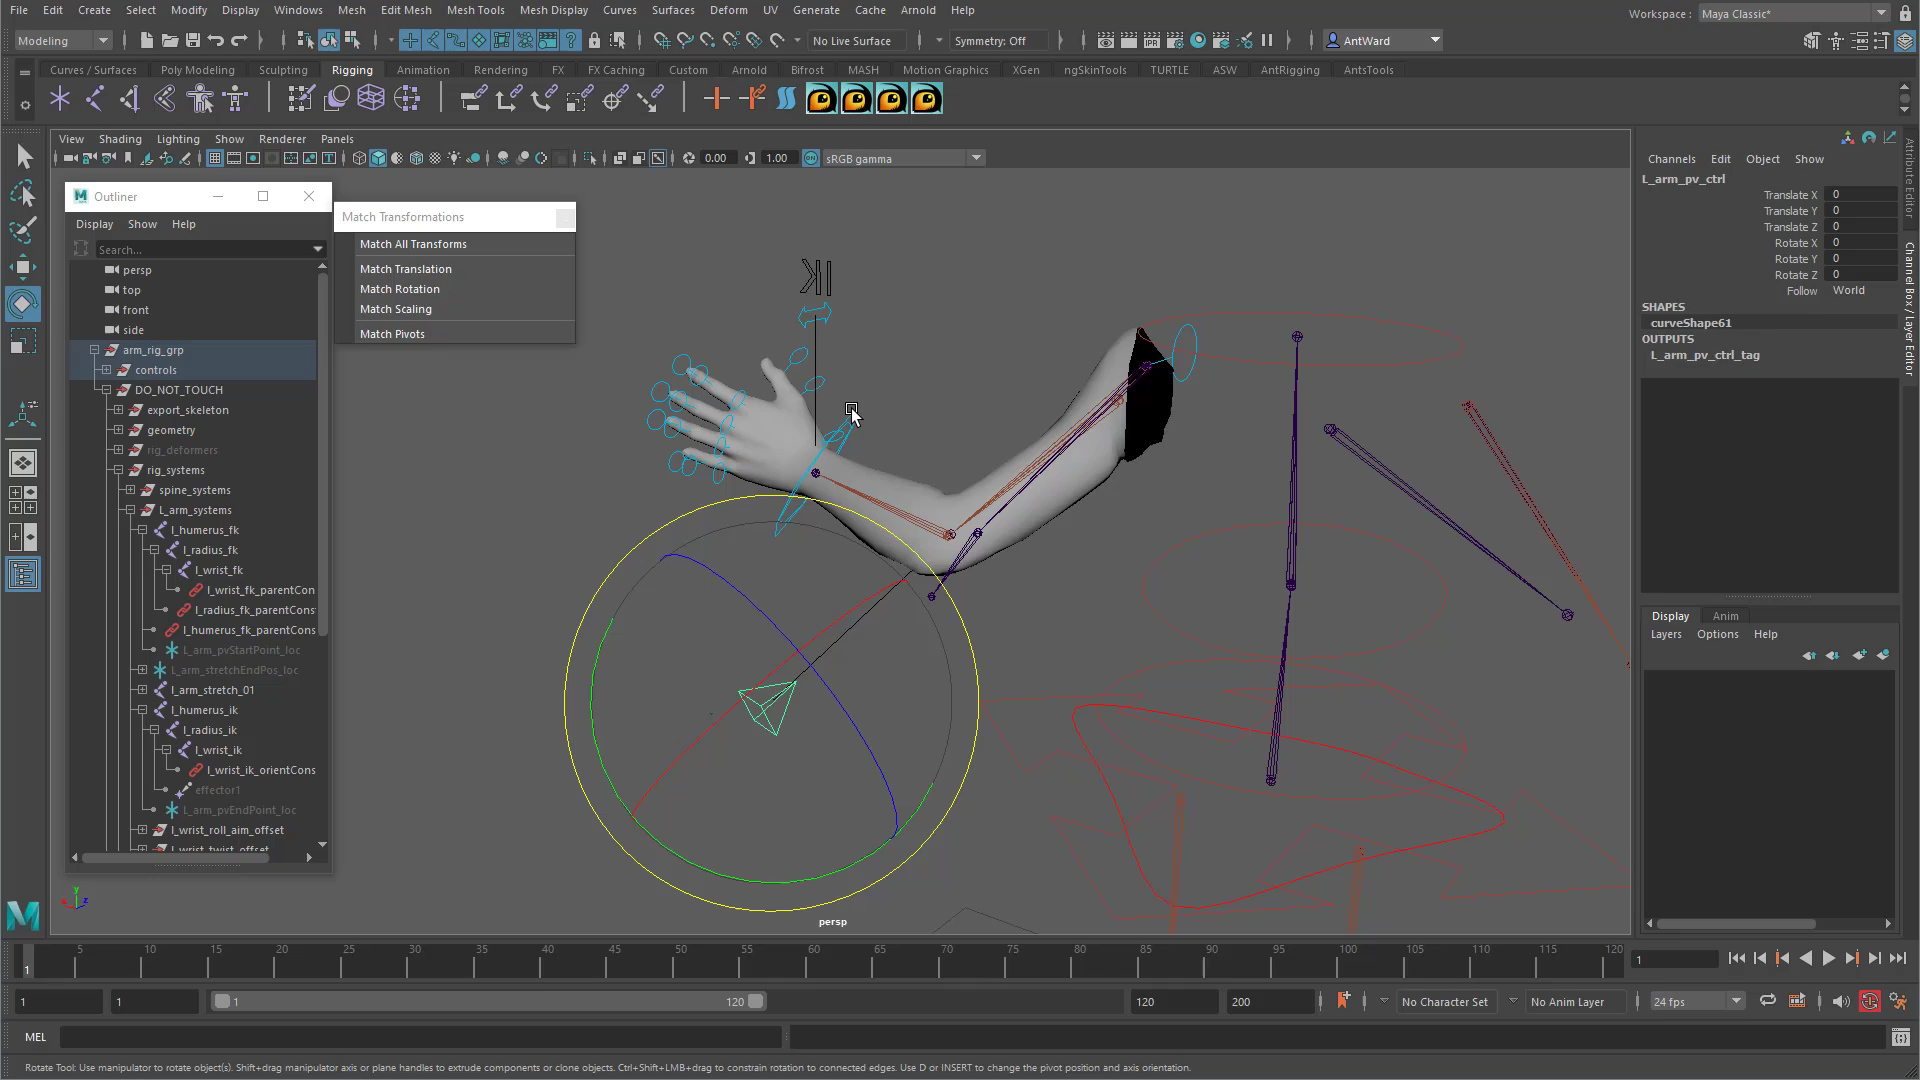 File Edit Create Select Modify Display Windows Mesh Edit Mesh Mesh Tools Mesh Display Curves Surfaces Deform UV Generate Cache Arnold Help
Workspace : Maya Classic*
Modeling No Live Surface Symmetry: Off AntWard
Curves / Surfaces Poly Modeling Sculpting Rigging Animation Rendering FX FX Caching Custom Arnold Bifrost MASH Motion Graphics XGen ngSkinTools TURTLE ASW AntRigging AntsTools
View Shading Lighting Show Renderer Panels
0.00 1.00 ON sRGB gamma
Outliner
Display Show Help
Search...
persp
top
front
side
arm_rig_grp
controls
DO_NOT_TOUCH
export_skeleton
geometry
rig_deformers
rig_systems
spine_systems
L_arm_systems
l_humerus_fk
l_radius_fk
l_wrist_fk
l_wrist_fk_parentCon
l_radius_fk_parentCons
l_humerus_fk_parentCons
L_arm_pvStartPoint_loc
L_arm_stretchEndPos_loc
L_arm_stretch_01
l_humerus_ik
l_radius_ik
l_wrist_ik
l_wrist_ik_orientCons
effector1
L_arm_pvEndPoint_loc
l_wrist_roll_aim_offset
l_wrist_twist_offset
Match Transformations
Match All Transforms
Match Translation
Match Rotation
Match Scaling
Match Pivots
IK
persp
y
z
Channels Edit Object Show
L_arm_pv_ctrl
Translate X 0
Translate Y 0
Translate Z 0
Rotate X 0
Rotate Y 0
Rotate Z 0
Follow World
SHAPES
curveShape61
OUTPUTS
L_arm_pv_ctrl_tag
Attribute Editor
Channel Box / Layer Editor
Display Anim
Layers Options Help
5 10 15 20 25 30 35 40 45 50 55 60 65 70 75 80 85 90 95 100 105 110 115 120
1
1
1 1 1 120 120 200 No Character Set No Anim Layer 24 fps
MEL
Rotate Tool: Use manipulator to rotate object(s). Shift+drag manipulator axis or plane handles to extrude components or clone objects. Ctrl+Shift+LMB+drag to constrain rotation to connected edges. Use D or INSERT to change the pivot position and axis orientation.